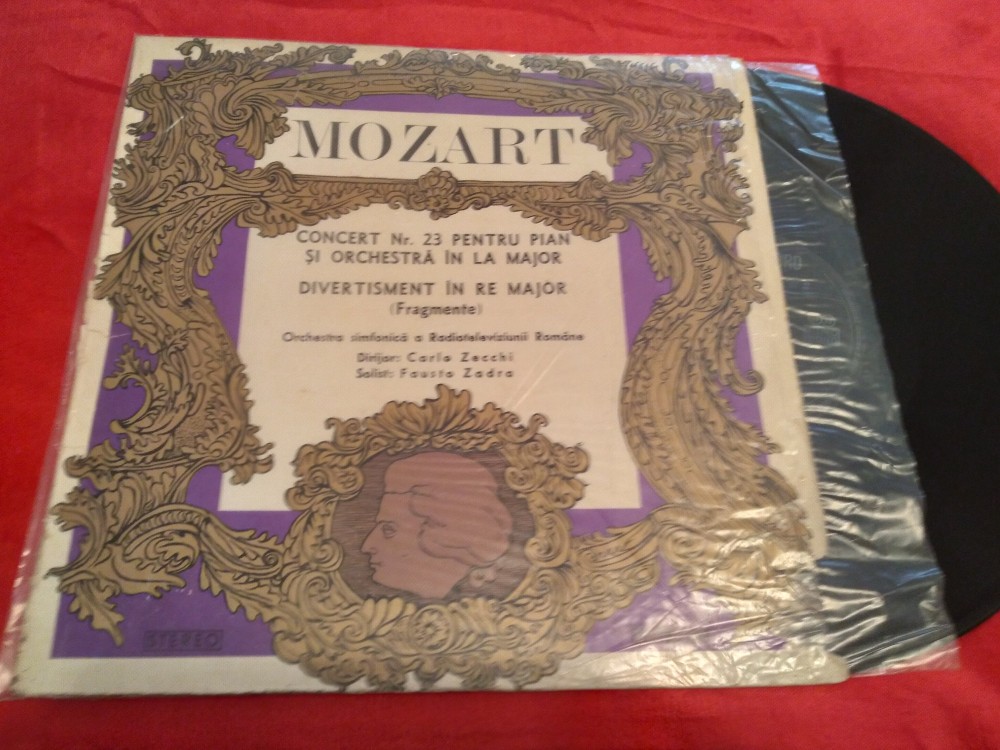 MOZART
CONCERT Nr. 23 PENTRU PIAN
ȘI ORCHESTRĂ ÎN LA MAJOR
DIVERTISMENT ÎN RE MAJOR
(Fragmente)
Orchestra simfonică a Radioteleviziunii Române
Dirijor: Carlo Zecchi
Solist: Fausto Zadra
STEREO